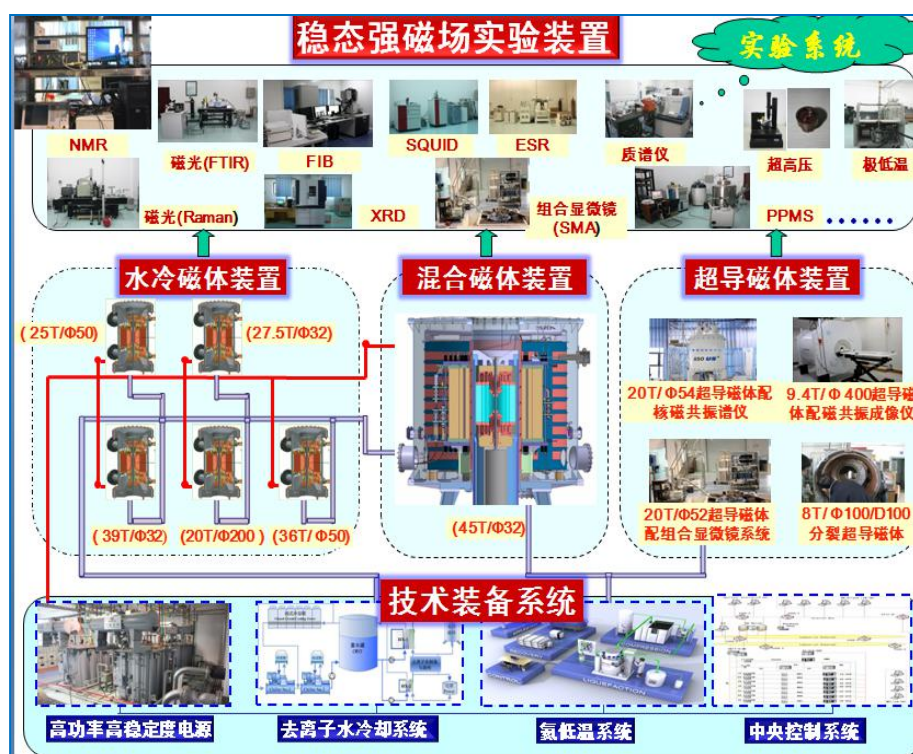 稳态强磁场实验装置
实验系统
NMR
磁光(FTIR)
FIB
SQUID
ESR
质谱仪
超高压
极低温
磁光(Raman)
XRD
组合显微镜
(SMA)
PPMS ......
水冷磁体装置
混合磁体装置
超导磁体装置
(25T/Φ50)
(27.5T/Φ32)
20T/Φ54超导磁体配
核磁共振谱仪
9.4T/Φ400超导磁
体配磁共振成像仪
(39T/Φ32)
(20T/Φ200)
(36T/Φ50)
(45T/Φ32)
20T/Φ52超导磁体
配组合显微镜系统
8T/Φ100/D100
分裂超导磁体
技术装备系统
LIQUEFACTION
高功率高稳定度电源
去离子水冷却系统
氦低温系统
中央控制系统